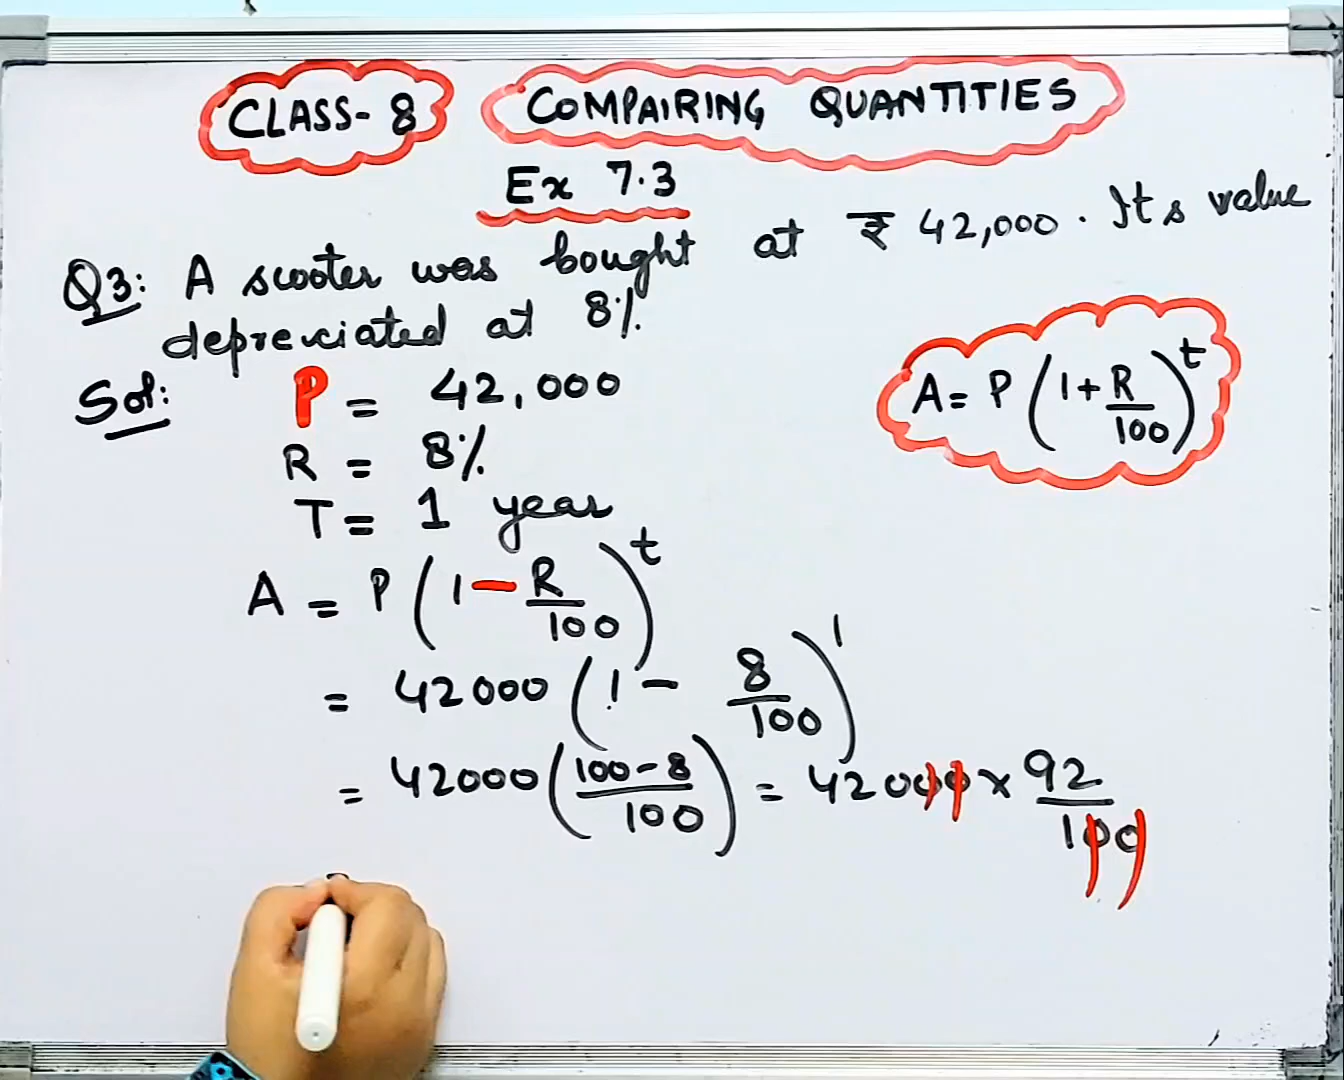 CLASS-8 COMPAIRING QUANTITIES
Ex 7.3
Q3: A scooter was bought at ₹ 42,000. Its value
depreciated at 8%.
Sol: P = 42,000
R = 8%
T = 1 year
A = P(1+R/100)^t
A = P(1-R/100)^t
= 42000(1-8/100)^1
= 42000(100-8/100) = 42000 x 92/100